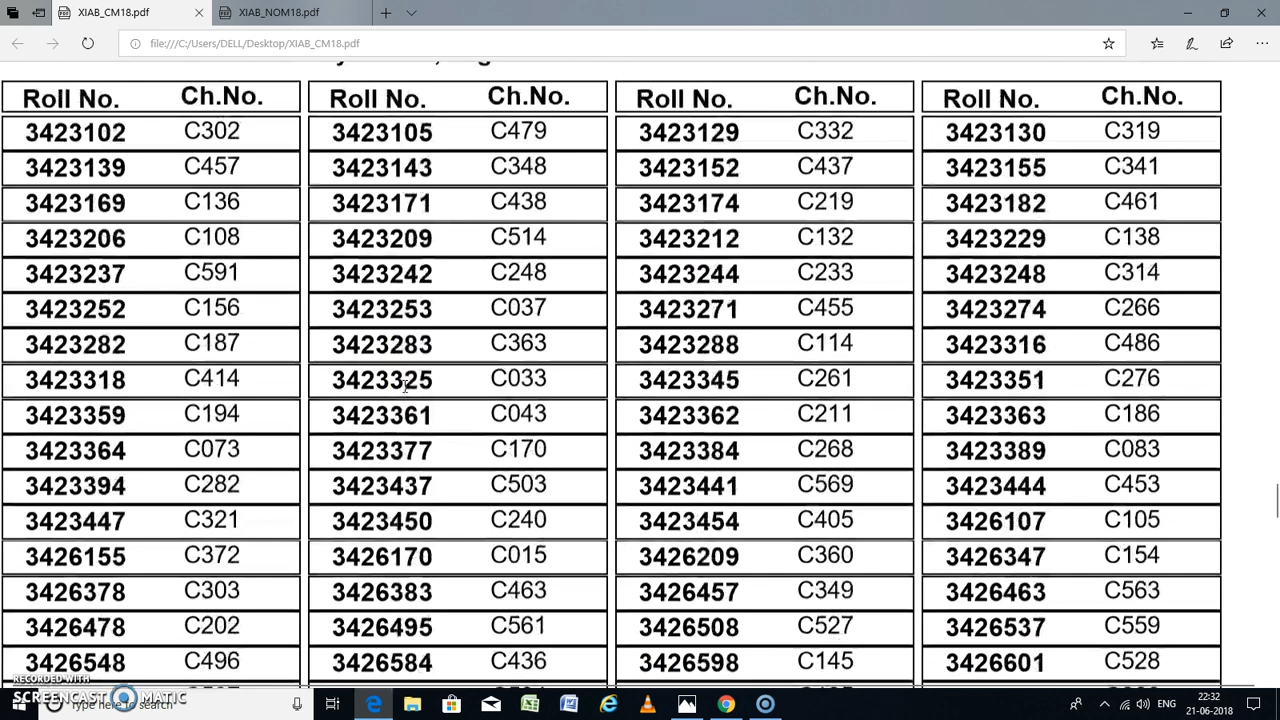 XIAB_CM18.pdf XIAB_NOM18.pdf
file:///C:/Users/DELL/Desktop/XIAB_CM18.pdf
Roll No. Ch.No. Roll No. Ch.No. Roll No. Ch.No. Roll No. Ch.No.
3423102 C302 3423105 C479 3423129 C332 3423130 C319
3423139 C457 3423143 C348 3423152 C437 3423155 C341
3423169 C136 3423171 C438 3423174 C219 3423182 C461
3423206 C108 3423209 C514 3423212 C132 3423229 C138
3423237 C591 3423242 C248 3423244 C233 3423248 C314
3423252 C156 3423253 C037 3423271 C455 3423274 C266
3423282 C187 3423283 C363 3423288 C114 3423316 C486
3423318 C414 3423325 C033 3423345 C261 3423351 C276
3423359 C194 3423361 C043 3423362 C211 3423363 C186
3423364 C073 3423377 C170 3423384 C268 3423389 C083
3423394 C282 3423437 C503 3423441 C569 3423444 C453
3423447 C321 3423450 C240 3423454 C405 3426107 C105
3426155 C372 3426170 C015 3426209 C360 3426347 C154
3426378 C303 3426383 C463 3426457 C349 3426463 C563
3426478 C202 3426495 C561 3426508 C527 3426537 C559
3426548 C496 3426584 C436 3426598 C145 3426601 C528
RECORDED WITH
SCREENCAST MATIC
Type here to search
ENG
22:32
21-06-2018